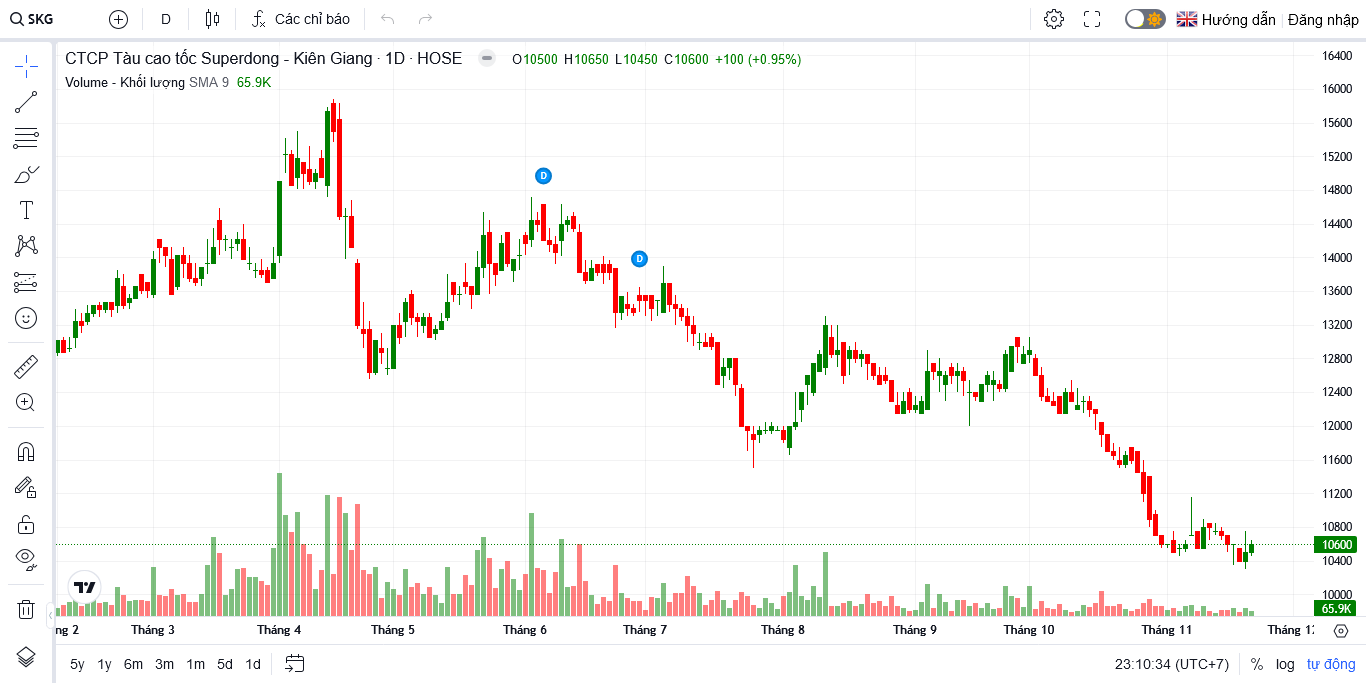 SKG D Các chỉ báo Hướng dẫn Đăng nhập
CTCP Tàu cao tốc Superdong - Kiên Giang · 1D · HOSE O10500 H10650 L10450 C10600 +100 (+0.95%)
Volume - Khối lượng SMA 9 65.9K
16400
16000
15600
15200
14800
14400
14000
13600
13200
12800
12400
12000
11600
11200
10800
10600
10400
10000
65.9K
D
D
ng 2 Tháng 3 Tháng 4 Tháng 5 Tháng 6 Tháng 7 Tháng 8 Tháng 9 Tháng 10 Tháng 11 Tháng 12
5y 1y 6m 3m 1m 5d 1d 23:10:34 (UTC+7) % log tự động